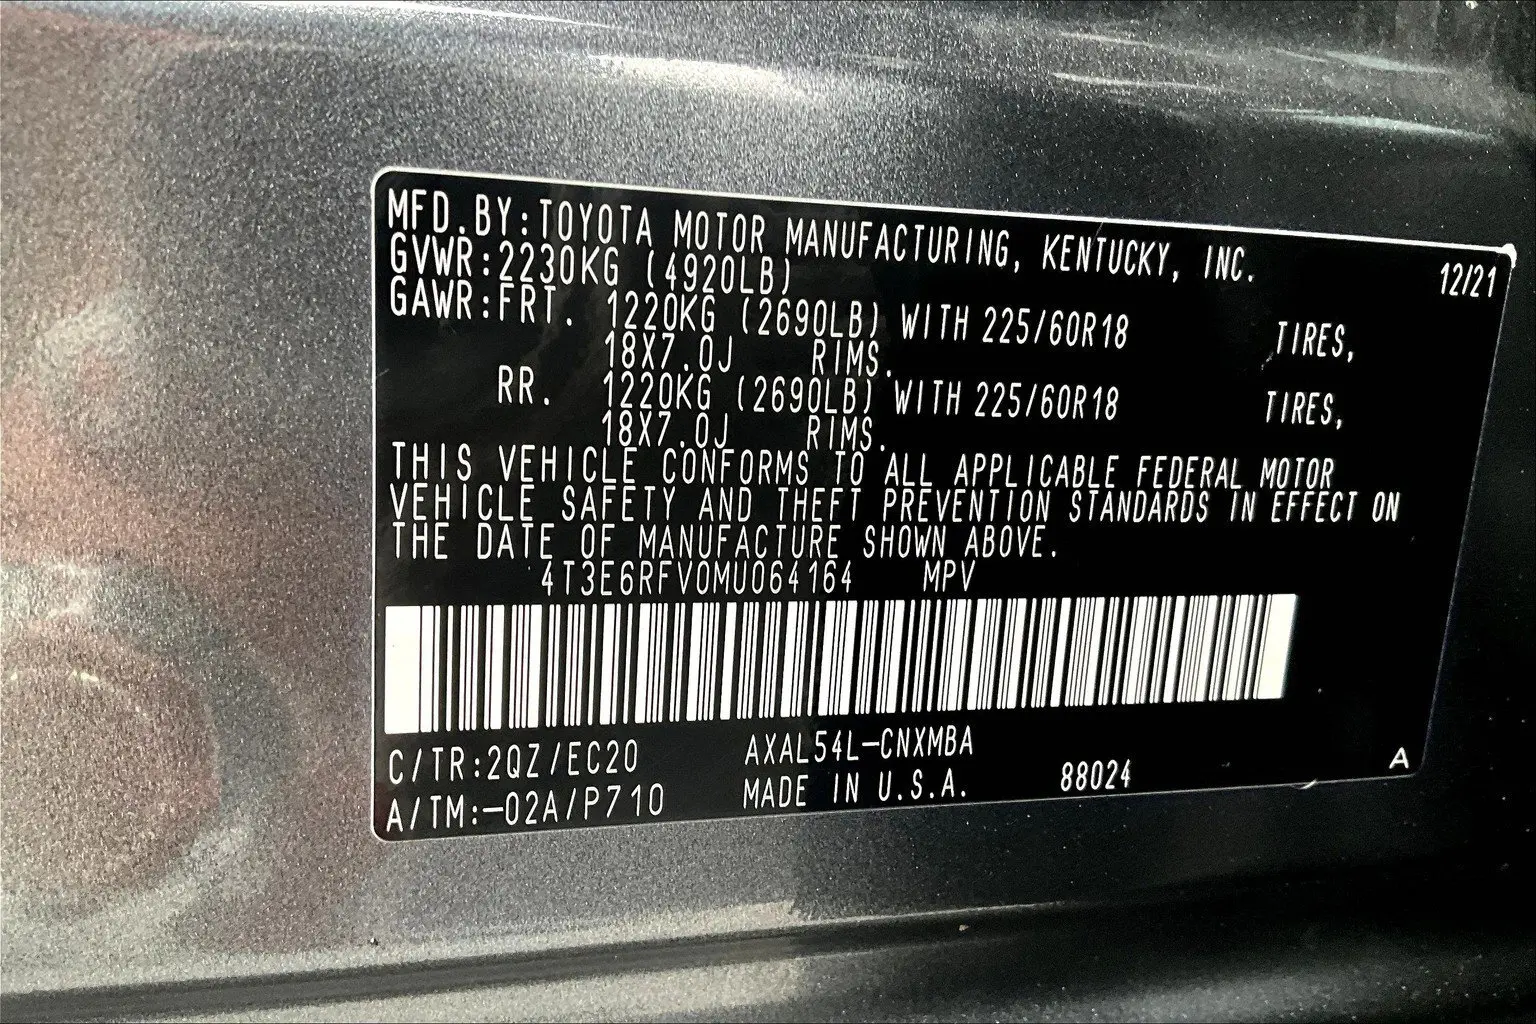 MFD.BY:TOYOTA MOTOR MANUFACTURING, KENTUCKY, INC.
GVWR:2230KG (4920LB) 12/21
GAWR:FRT. 1220KG (2690LB) WITH 225/60R18 TIRES,
18X7.0J RIMS.
RR. 1220KG (2690LB) WITH 225/60R18 TIRES,
18X7.0J RIMS.
THIS VEHICLE CONFORMS TO ALL APPLICABLE FEDERAL MOTOR
VEHICLE SAFETY AND THEFT PREVENTION STANDARDS IN EFFECT ON
THE DATE OF MANUFACTURE SHOWN ABOVE.
4T3E6RFV0MU064164 MPV
C/TR:2QZ/EC20 AXAL54L-CNXMBA
A/TM:-02A/P710 MADE IN U.S.A. 88024 A